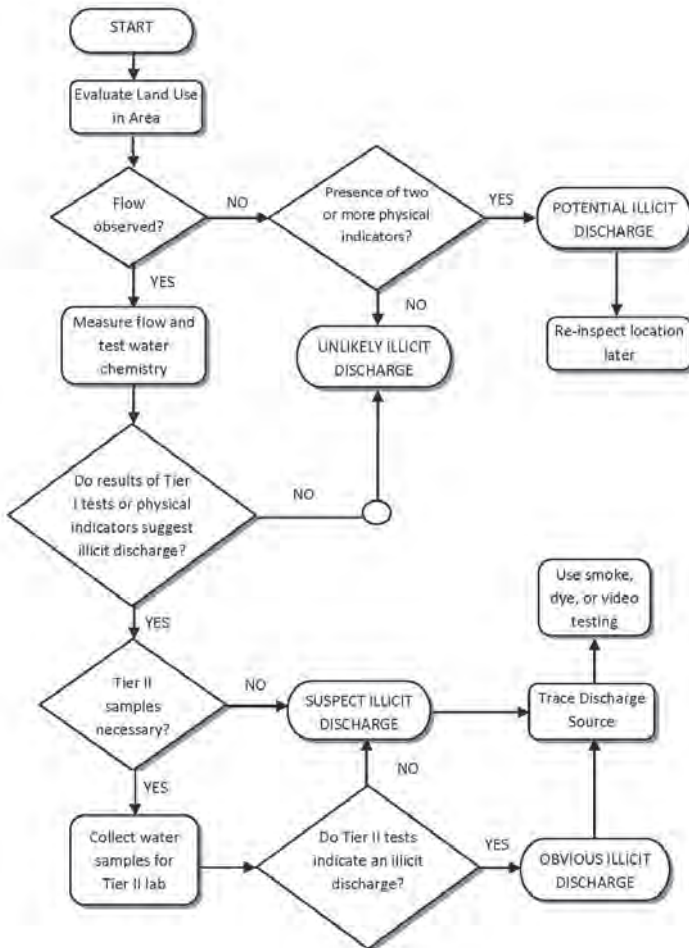 START
Evaluate Land Use
in Area
Flow
observed?
NO
Presence of two
or more physical
indicators?
YES
POTENTIAL ILLICIT
DISCHARGE
YES
NO
Measure flow and
test water
chemistry
UNLIKELY ILLICIT
DISCHARGE
Re-inspect location
later
Do results of Tier
I tests or physical
indicators suggest
illicit discharge?
NO
Use smoke,
dye, or video
testing
YES
Tier II
samples
necessary?
NO
SUSPECT ILLICIT
DISCHARGE
Trace Discharge
Source
YES
NO
Collect water
samples for
Tier II lab
Do Tier II tests
indicate an illicit
discharge?
YES
OBVIOUS ILLICIT
DISCHARGE